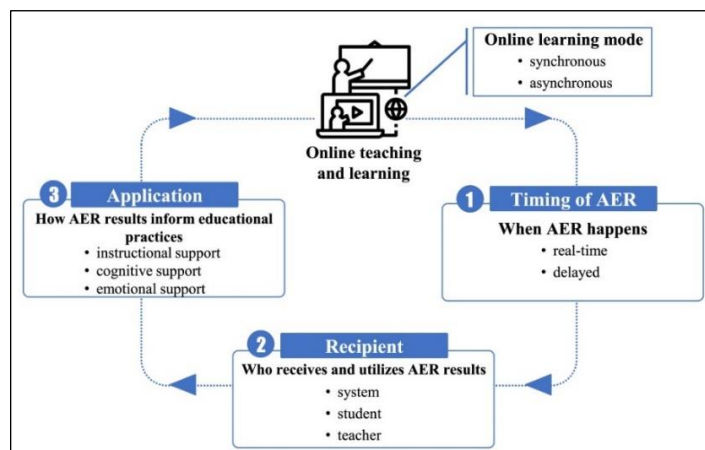 Online learning mode
• synchronous
• asynchronous
Online teaching
and learning
1 Timing of AER
When AER happens
• real-time
• delayed
2 Recipient
Who receives and utilizes AER results
• system
• student
• teacher
3 Application
How AER results inform educational
practices
• instructional support
• cognitive support
• emotional support